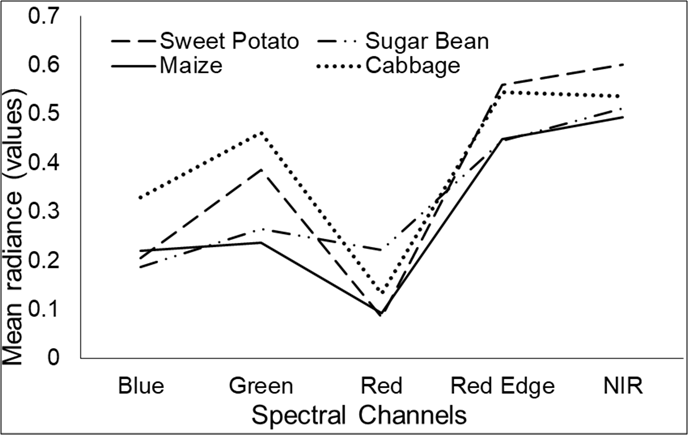 0.7
Sweet Potato Sugar Bean
0.6
Maize Cabbage
0.5
0.4
0.3
0.2
0.1
0
Mean radiance (values)
Blue Green Red Red Edge NIR
Spectral Channels